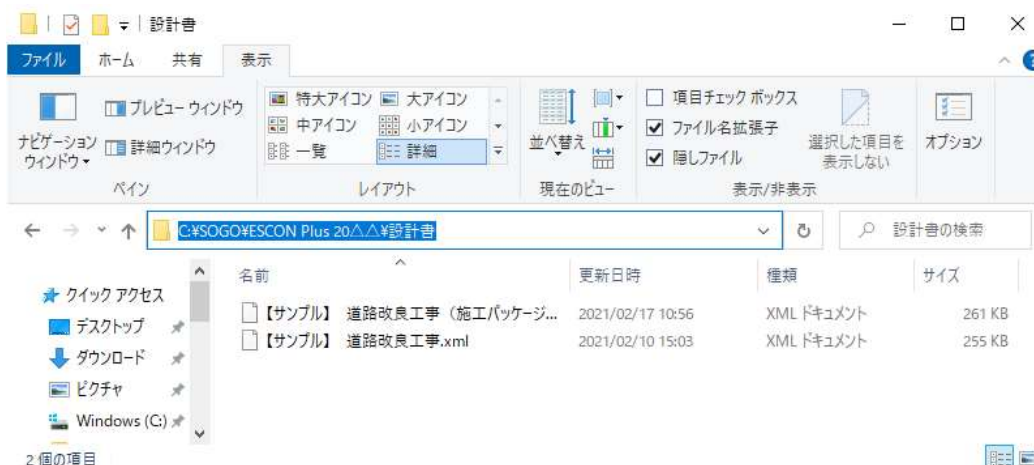 設計書
ファイル ホーム 共有 表示
プレビュー ウィンドウ
特大アイコン 大アイコン
項目チェック ボックス
ナビゲーション ウィンドウ
詳細ウィンドウ
中アイコン 小アイコン
並べ替え
ファイル名拡張子
選択した項目を表示しない
オプション
一覧 詳細
隠しファイル
ペイン レイアウト 現在のビュー 表示/非表示
C:¥SOGO¥ESCON Plus 20△△¥設計書
設計書の検索
名前 更新日時 種類 サイズ
クイック アクセス
【サンプル】 道路改良工事（施工パッケージ... 2021/02/17 10:56 XML ドキュメント 261 KB
デスクトップ
【サンプル】 道路改良工事.xml 2021/02/10 15:03 XML ドキュメント 255 KB
ダウンロード
ピクチャ
Windows (C:)
2 個の項目